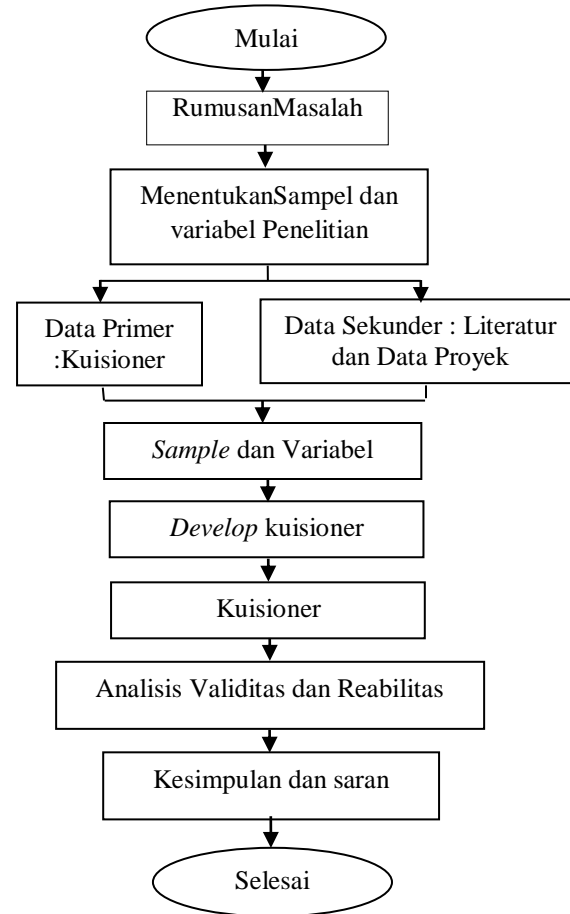 Mulai
RumusanMasalah
MenentukanSampel dan
variabel Penelitian
Data Primer
:Kuisioner
Data Sekunder : Literatur
dan Data Proyek
Sample dan Variabel
Develop kuisioner
Kuisioner
Analisis Validitas dan Reabilitas
Kesimpulan dan saran
Selesai